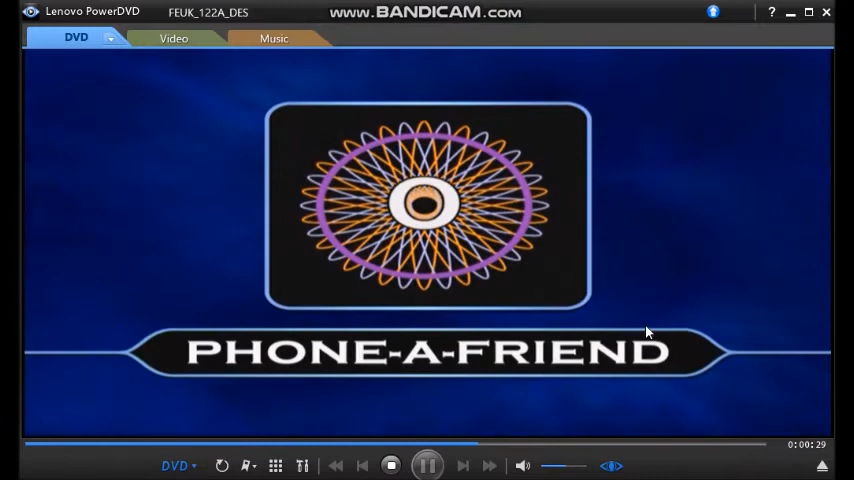 Lenovo PowerDVD
FEUK_122A_DES
www.BANDICAM.com
?
DVD
Video
Music
PHONE-A-FRIEND
0:00:29
DVD